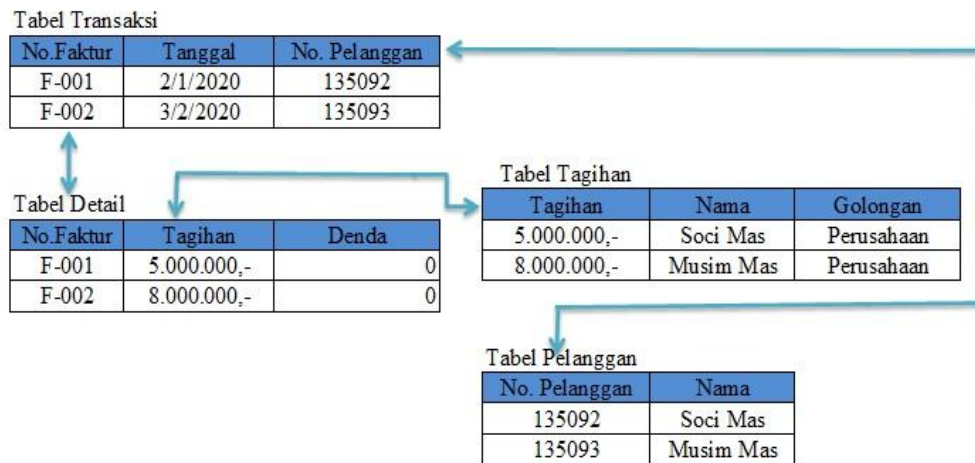 Tabel Transaksi
No.Faktur Tanggal No. Pelanggan
F-001 2/1/2020 135092
F-002 3/2/2020 135093
Tabel Detail
No.Faktur Tagihan Denda
F-001 5.000.000,- 0
F-002 8.000.000,- 0
Tabel Tagihan
Tagihan Nama Golongan
5.000.000,- Soci Mas Perusahaan
8.000.000,- Musim Mas Perusahaan
Tabel Pelanggan
No. Pelanggan Nama
135092 Soci Mas
135093 Musim Mas